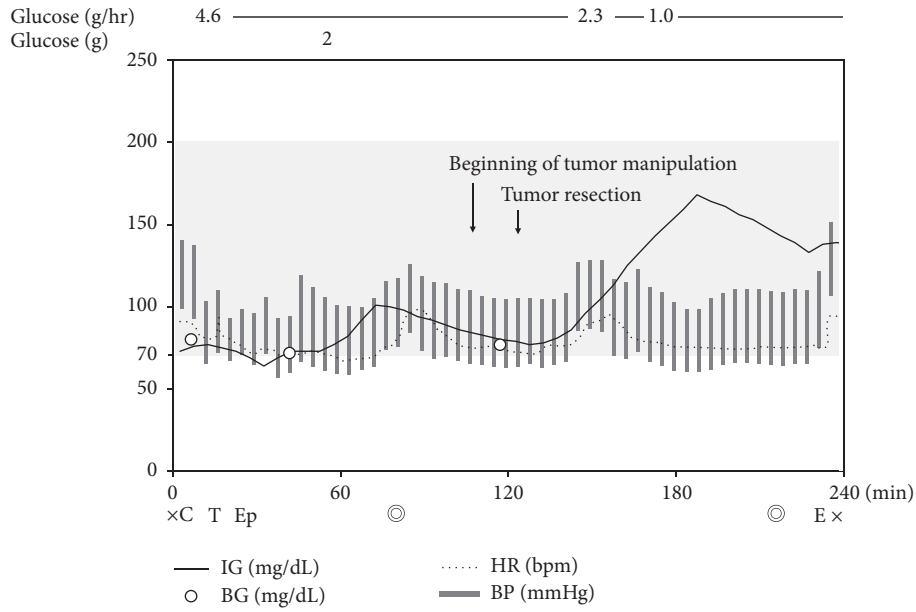 Glucose (g/hr) 4.6 2.3 1.0
Glucose (g) 2
250
200
Beginning of tumor manipulation
Tumor resection
150
100
70
50
0
0 60 120 180 240 (min)
×C T Ep ◎ ◎ E ×
IG (mg/dL) HR (bpm)
BG (mg/dL) BP (mmHg)